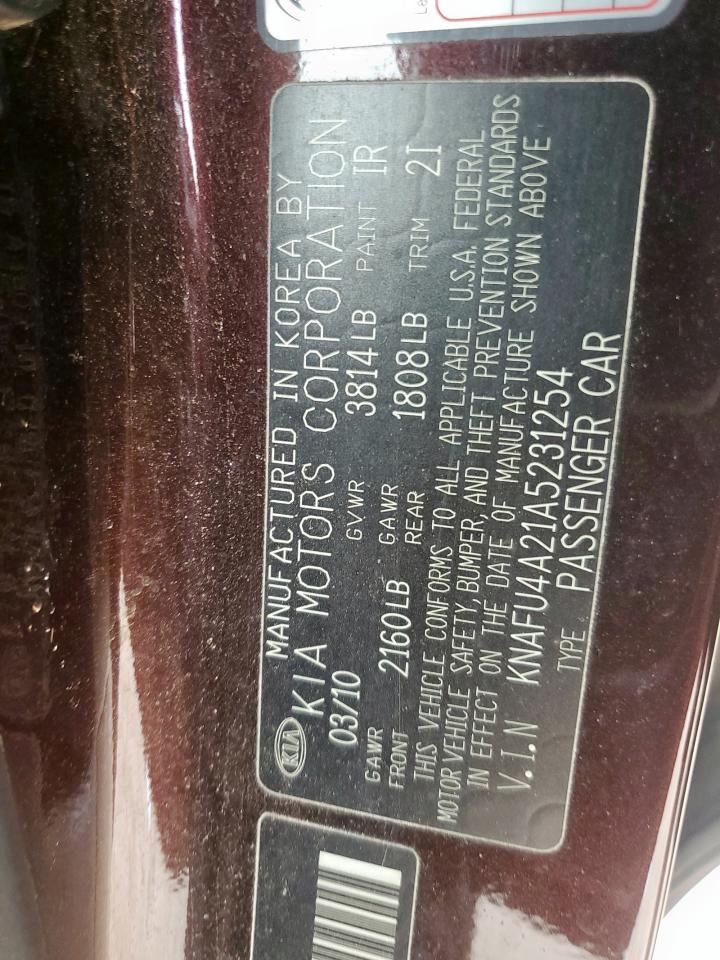 KIA
MANUFACTURED IN KOREA BY
KIA MOTORS CORPORATION
03/10 GVWR 3814LB PAINT IR
GAWR FRONT 2160LB GAWR REAR 1808LB TRIM 2I
THIS VEHICLE CONFORMS TO ALL APPLICABLE U.S.A. FEDERAL
MOTOR VEHICLE SAFETY, BUMPER, AND THEFT PREVENTION STANDARDS
IN EFFECT ON THE DATE OF MANUFACTURE SHOWN ABOVE
V.I.N KNAFU4A21A5231254
TYPE PASSENGER CAR